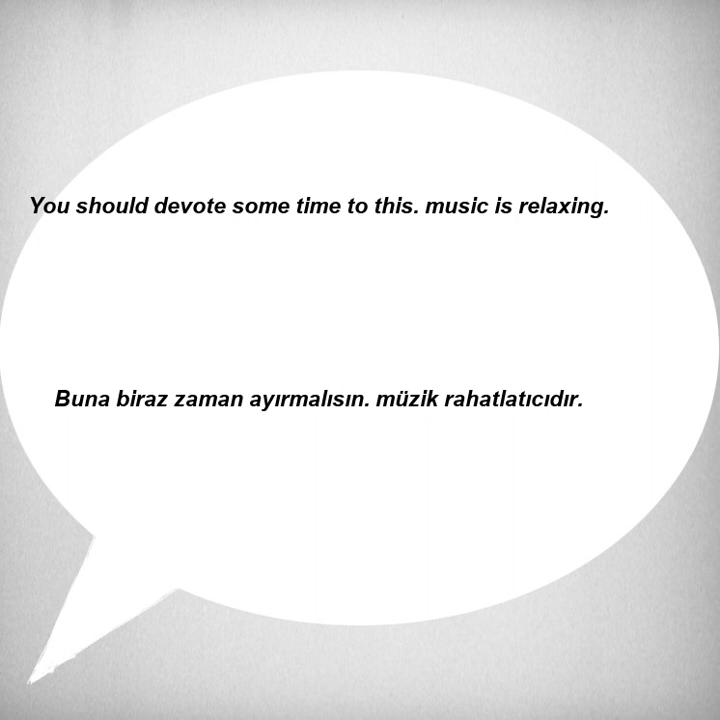 You should devote some time to this. music is relaxing.
Buna biraz zaman ayırmalısın. müzik rahatlatıcıdır.